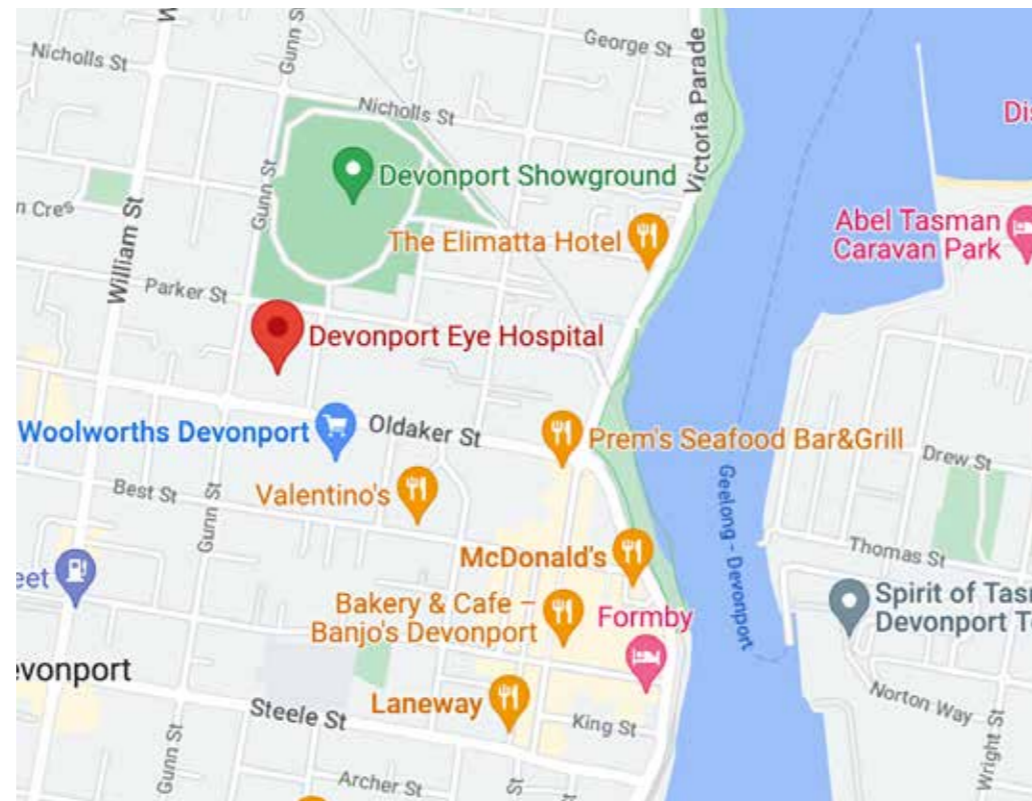 George St
Nicholls St
Gunn St
Victoria Parade
Nicholls St
Devonport Showground
Gunn St
Abel Tasman
Caravan Park
n Cres
William St
The Elimatta Hotel
Parker St
Devonport Eye Hospital
Woolworths Devonport
Oldaker St
Prem's Seafood Bar&Grill
Drew St
Best St
Valentino's
Gunn St
Geelong - Devonport
McDonald's
Thomas St
eet
Bakery & Cafe –
Banjo's Devonport
Formby
Spirit of Tas
Devonport T
evonport
Laneway
Steele St
King St
Norton Way
Wright St
Gunn St
Archer St
St